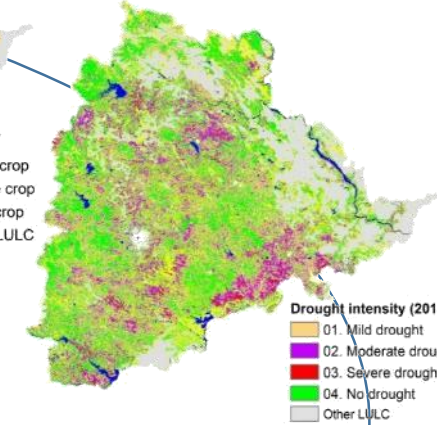 crop
crop
crop
LULC
Drought intensity (201
01. Mild drought
02. Moderate drou
03. Severe drough
04. No drought
Other LULC